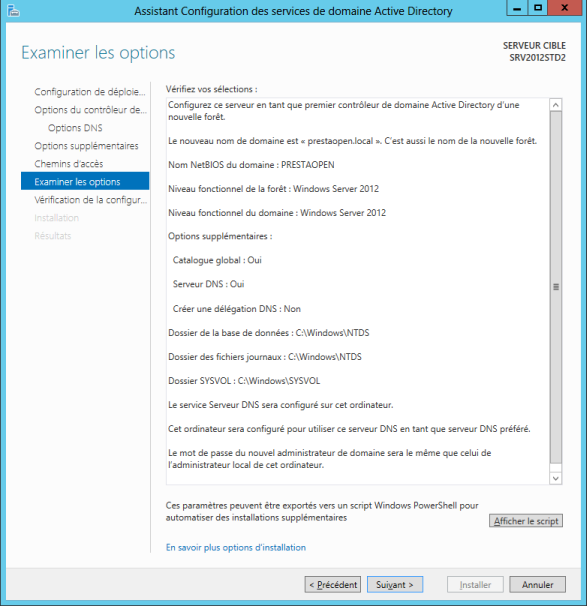 Assistant Configuration des services de domaine Active Directory
Examiner les options
SERVEUR CIBLE
SRV2012STD2
Configuration de déploie...
Options du contrôleur de...
Options DNS
Options supplémentaires
Chemins d'accès
Examiner les options
Vérification de la configur...
Installation
Résultats
Vérifiez vos sélections :
Configurez ce serveur en tant que premier contrôleur de domaine Active Directory d'une
nouvelle forêt.
Le nouveau nom de domaine est « prestaopen.local ». C'est aussi le nom de la nouvelle forêt.
Nom NetBIOS du domaine : PRESTAOPEN
Niveau fonctionnel de la forêt : Windows Server 2012
Niveau fonctionnel du domaine : Windows Server 2012
Options supplémentaires :
Catalogue global : Oui
Serveur DNS : Oui
Créer une délégation DNS : Non
Dossier de la base de données : C:\Windows\NTDS
Dossier des fichiers journaux : C:\Windows\NTDS
Dossier SYSVOL : C:\Windows\SYSVOL
Le service Serveur DNS sera configuré sur cet ordinateur.
Cet ordinateur sera configuré pour utiliser ce serveur DNS en tant que serveur DNS préféré.
Le mot de passe du nouvel administrateur de domaine sera le même que celui de
l'administrateur local de cet ordinateur.
Ces paramètres peuvent être exportés vers un script Windows PowerShell pour
automatiser des installations supplémentaires
Afficher le script
En savoir plus options d'installation
< Précédent
Suivant >
Installer
Annuler